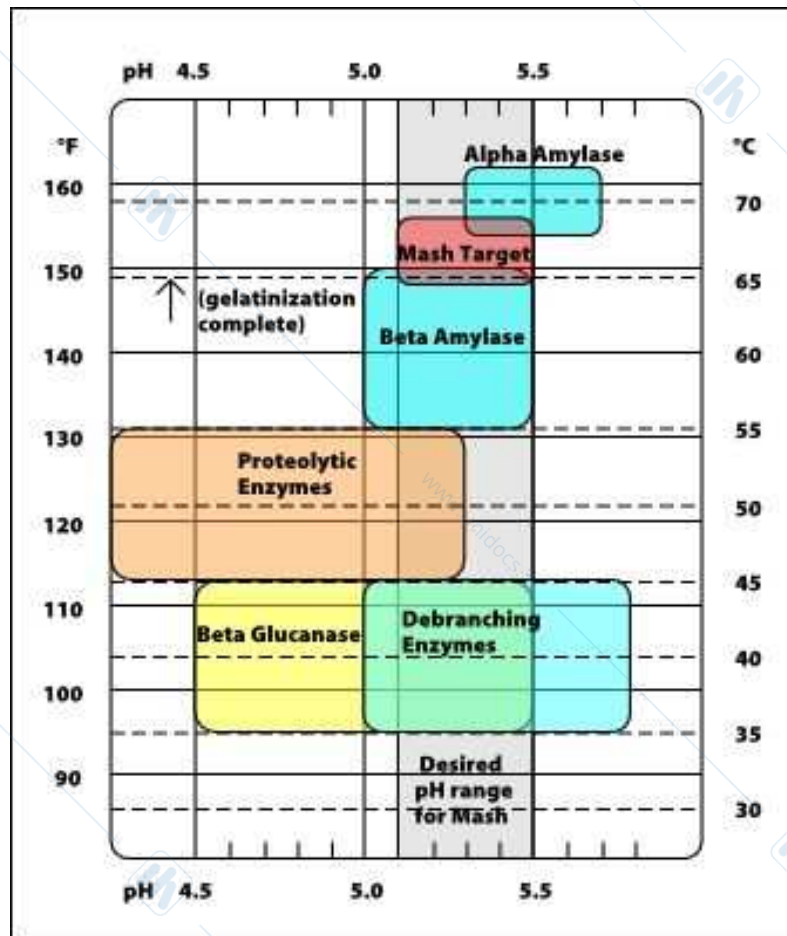 pH 4.5 5.0 5.5
°F °C
Alpha Amylase
160
70
Mash Target
150
65
(gelatinization
complete)
Beta Amylase
140
60
130
55
Proteolytic
Enzymes
120
50
45
110
Debranching
Enzymes
Beta Glucanase
40
100
35
Desired
pH range
for Mash
90
30
pH 4.5 5.0 5.5